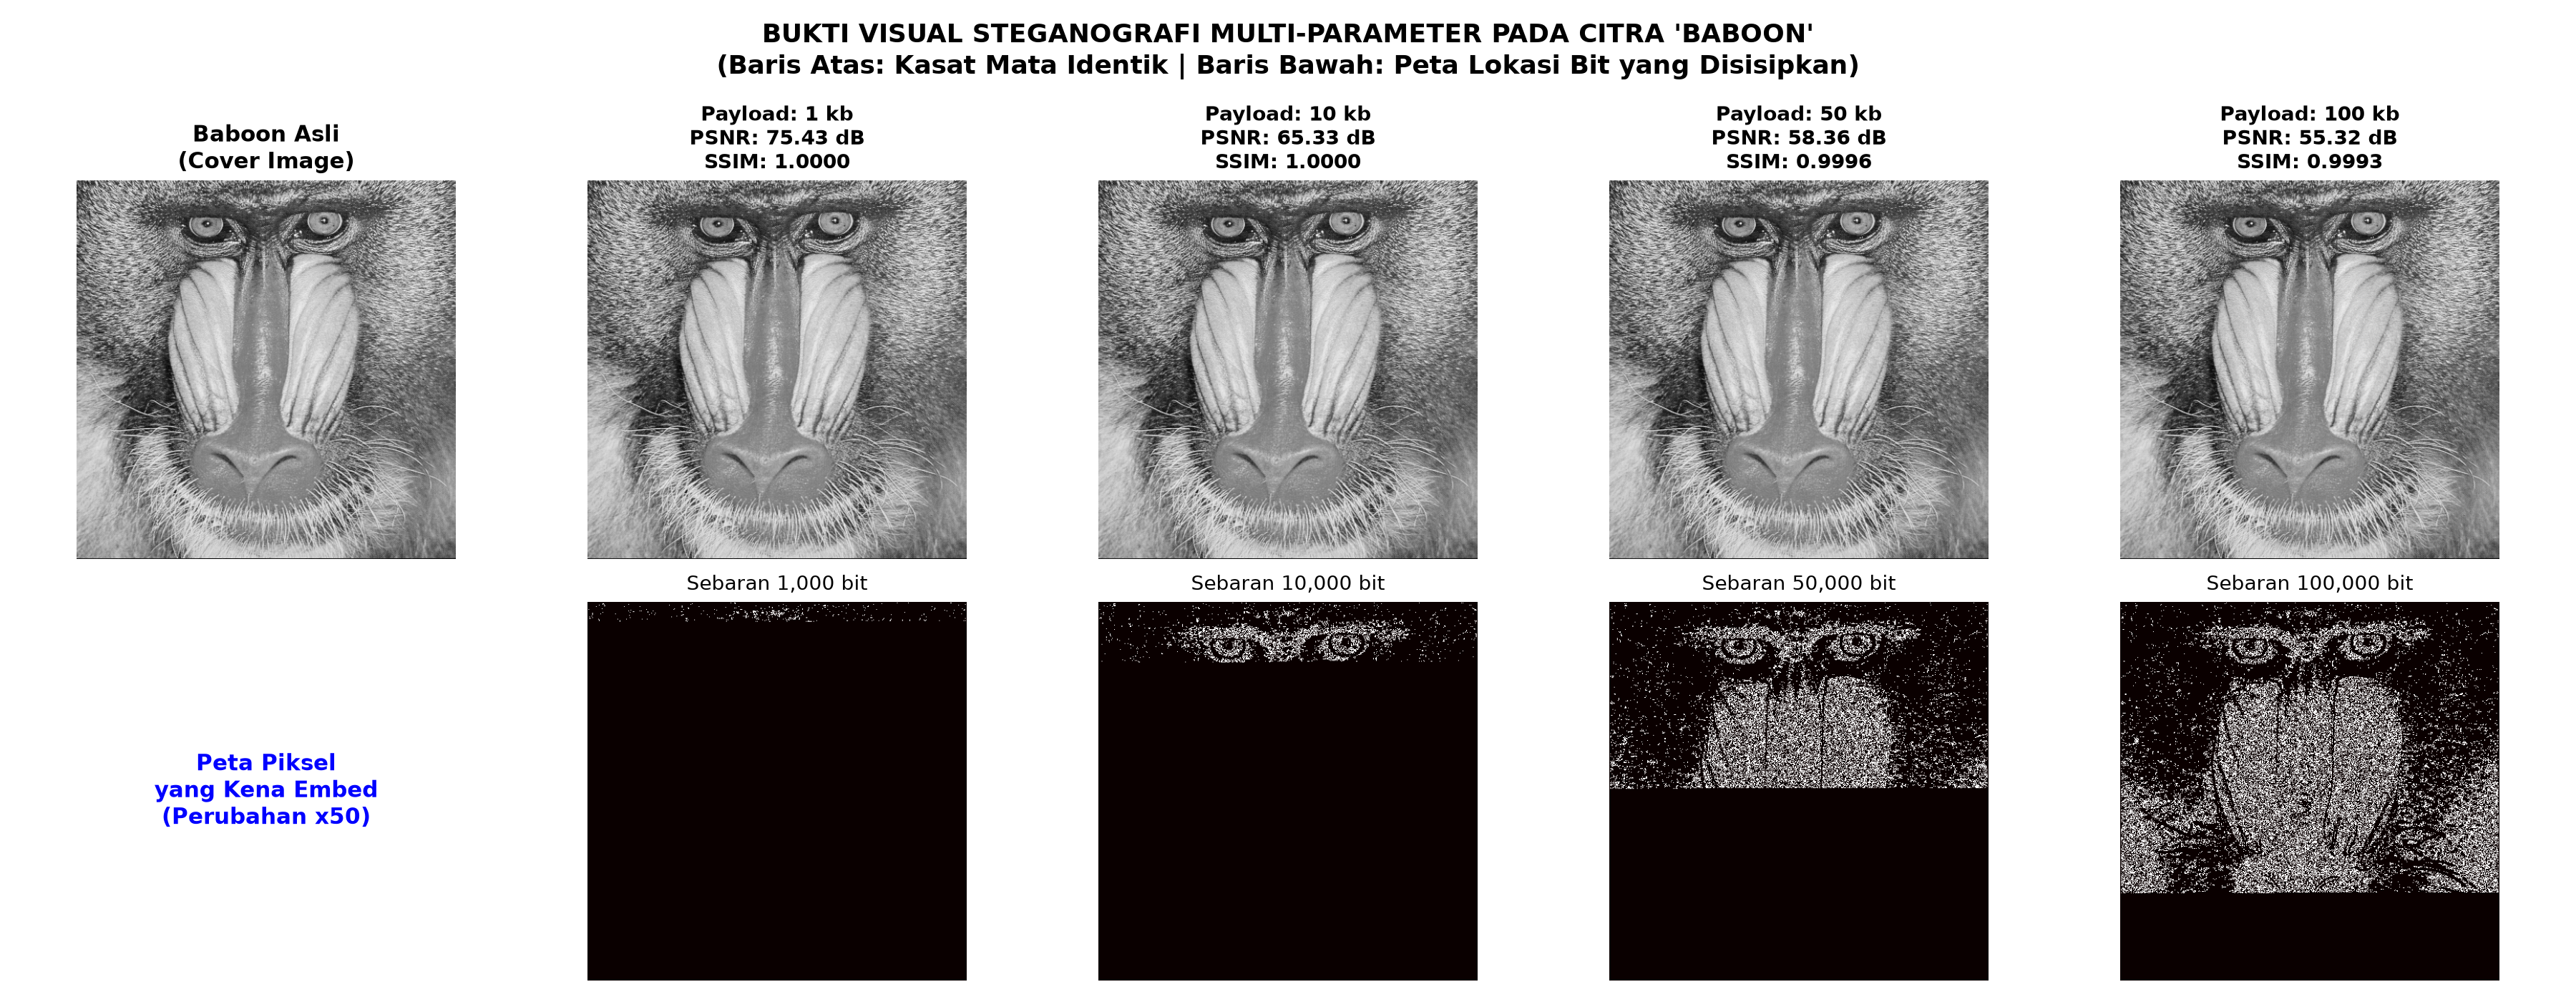 BUKTI VISUAL STEGANOGRAFI MULTI-PARAMETER PADA CITRA 'BABOON'
(Baris Atas: Kasat Mata Identik | Baris Bawah: Peta Lokasi Bit yang Disisipkan)
Baboon Asli
(Cover Image)
Payload: 1 kb
PSNR: 75.43 dB
SSIM: 1.0000
Payload: 10 kb
PSNR: 65.33 dB
SSIM: 1.0000
Payload: 50 kb
PSNR: 58.36 dB
SSIM: 0.9996
Payload: 100 kb
PSNR: 55.32 dB
SSIM: 0.9993
Peta Piksel
yang Kena Embed
(Perubahan x50)
Sebaran 1,000 bit
Sebaran 10,000 bit
Sebaran 50,000 bit
Sebaran 100,000 bit